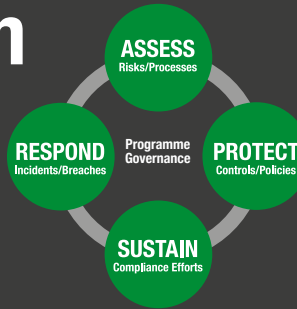 n
ASSESS
Risks/Processes
RESPOND
Incidents/Breaches
Programme
Governance
PROTECT
Controls/Policies
SUSTAIN
Compliance Efforts